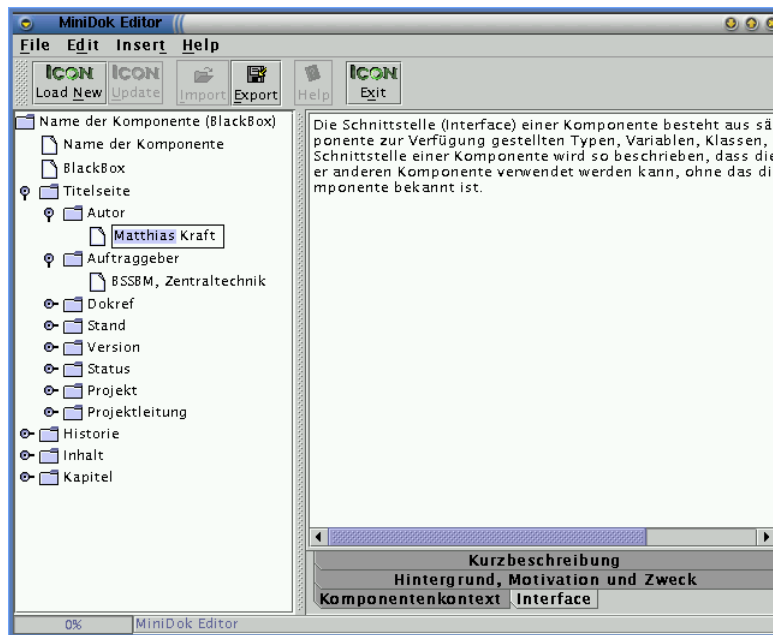 MiniDok Editor
File Edit Insert Help
ICON ICON ICON
Load New Update Import Export Help Exit
Name der Komponente (BlackBox)
Name der Komponente
BlackBox
Titelseite
Autor
Matthias Kraft
Auftraggeber
BSSBM, Zentraltechnik
Dokref
Stand
Version
Status
Projekt
Projektleitung
Historie
Inhalt
Kapitel
Die Schnittstelle (Interface) einer Komponente besteht aus sä
ponente zur Verfügung gestellten Typen, Variablen, Klassen,
Schnittstelle einer Komponente wird so beschrieben, dass die
er anderen Komponente verwendet werden kann, ohne das di
mponente bekannt ist.
Kurzbeschreibung
Hintergrund, Motivation und Zweck
Komponentenkontext Interface
0% MiniDok Editor